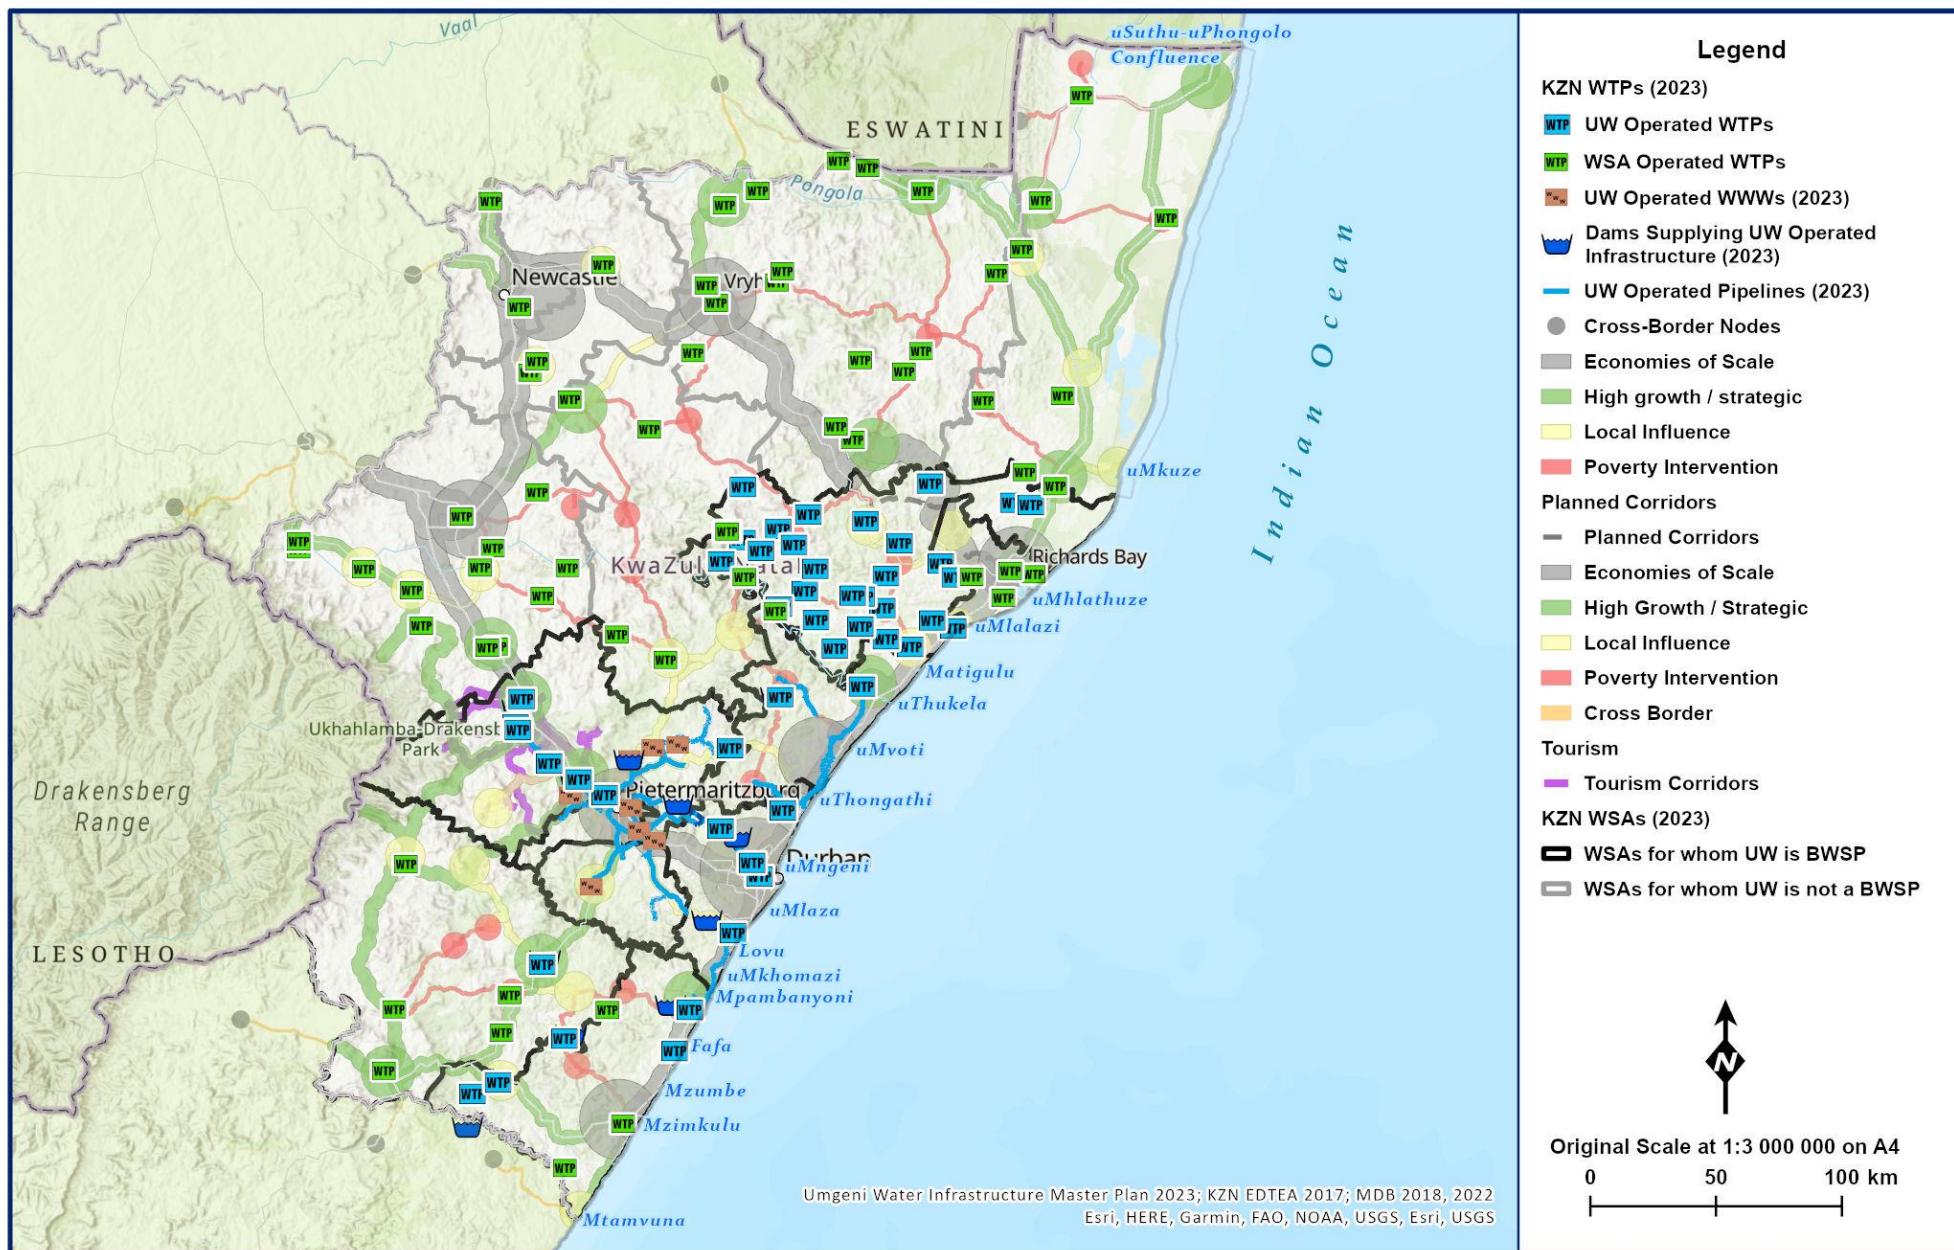 Vaal
uSuthu-uPhongolo
Confluence
ESWATINI
Pongola
Newcastle
Indian Ocean
uMkuze
Richards Bay
uMhlathuze
uMlalazi
Matigulu
uThukela
Ukhahlamba-Drakenst
Park
uMvoti
Drakensberg
Range
Pietermaritzburg
uThongathi
Durban
uMngeni
uMlaza
LESOTHO
Lovu
uMkhomazi
Mpambanyoni
Fafa
Mzumbe
Mzimkulu
Mtamvuna
Umgeni Water Infrastructure Master Plan 2023; KZN EDTEA 2017; MDB 2018, 2022
Esri, HERE, Garmin, FAO, NOAA, USGS, Esri, USGS
Legend
KZN WTPs (2023)
WTP UW Operated WTPs
WTP WSA Operated WTPs
UW Operated WWWs (2023)
Dams Supplying UW Operated
Infrastructure (2023)
UW Operated Pipelines (2023)
Cross-Border Nodes
Economies of Scale
High growth / strategic
Local Influence
Poverty Intervention
Planned Corridors
Planned Corridors
Economies of Scale
High Growth / Strategic
Local Influence
Poverty Intervention
Cross Border
Tourism
Tourism Corridors
KZN WSAs (2023)
WSAs for whom UW is BWSP
WSAs for whom UW is not a BWSP
N
Original Scale at 1:3 000 000 on A4
0 50 100 km